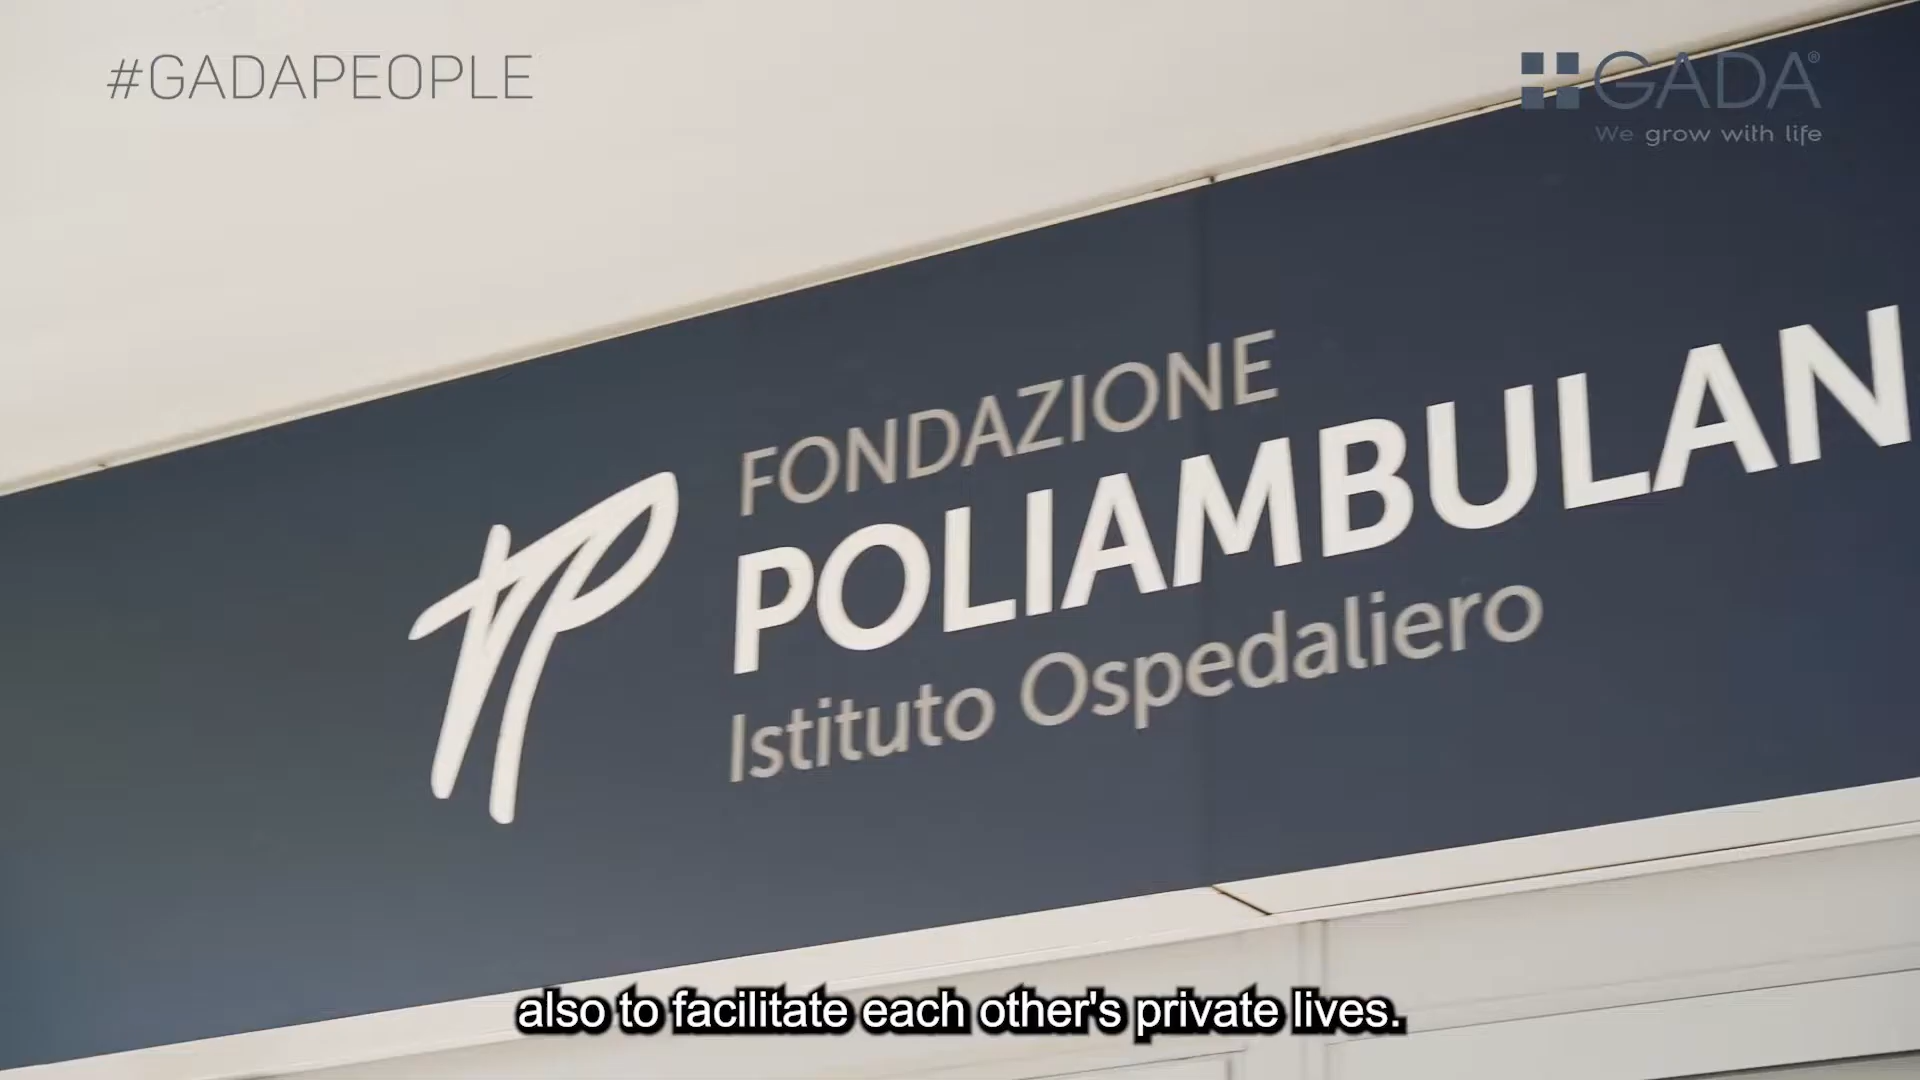 #GADAPEOPLE
GADA®
We grow with life
FONDAZIONE
POLIAMBULAN
Istituto Ospedaliero
also to facilitate each other's private lives.